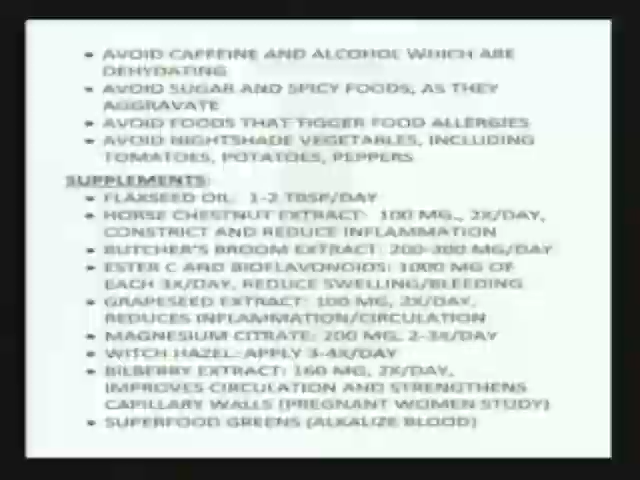 • AVOID CAFFEINE AND ALCOHOL WHICH ARE
DEHYDATING
• AVOID SUGAR AND SPICY FOODS, AS THEY
AGGRAVATE
• AVOID FOODS THAT TIGGER FOOD ALLERGIES
• AVOID NIGHTSHADE VEGETABLES, INCLUDING
TOMATOES, POTATOES, PEPPERS
SUPPLEMENTS:
• FLAXSEED OIL: 1-2 TBSP/DAY
• HORSE CHESTNUT EXTRACT: 100 MG., 2X/DAY,
CONSTRICT AND REDUCE INFLAMMATION
• BUTCHER'S BROOM EXTRACT: 200-300 MG/DAY
• ESTER C AND BIOFLAVONOIDS: 1000 MG OF
EACH 3X/DAY, REDUCE SWELLING/BLEEDING
• GRAPESEED EXTRACT: 100 MG, 2X/DAY,
REDUCES INFLAMMATION/CIRCULATION
• MAGNESIUM CITRATE: 200 MG, 2-3X/DAY
• WITCH HAZEL: APPLY 3-4X/DAY
• BILBERRY EXTRACT: 160 MG, 2X/DAY,
IMPROVES CIRCULATION AND STRENGTHENS
CAPILLARY WALLS (PREGNANT WOMEN STUDY)
• SUPERFOOD GREENS (ALKALIZE BLOOD)